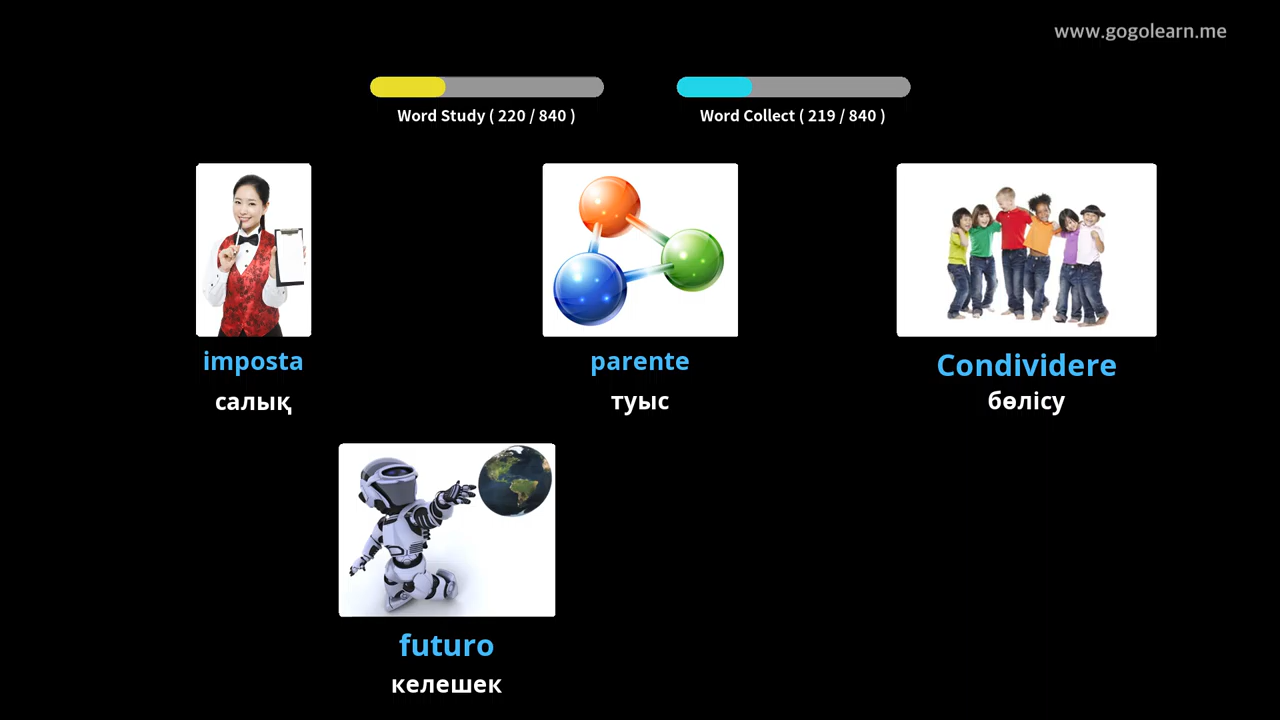 www.gogolearn.me
Word Study ( 220 / 840 )
Word Collect ( 219 / 840 )
imposta
салық
parente
туыс
Condividere
бөлісу
futuro
келешек